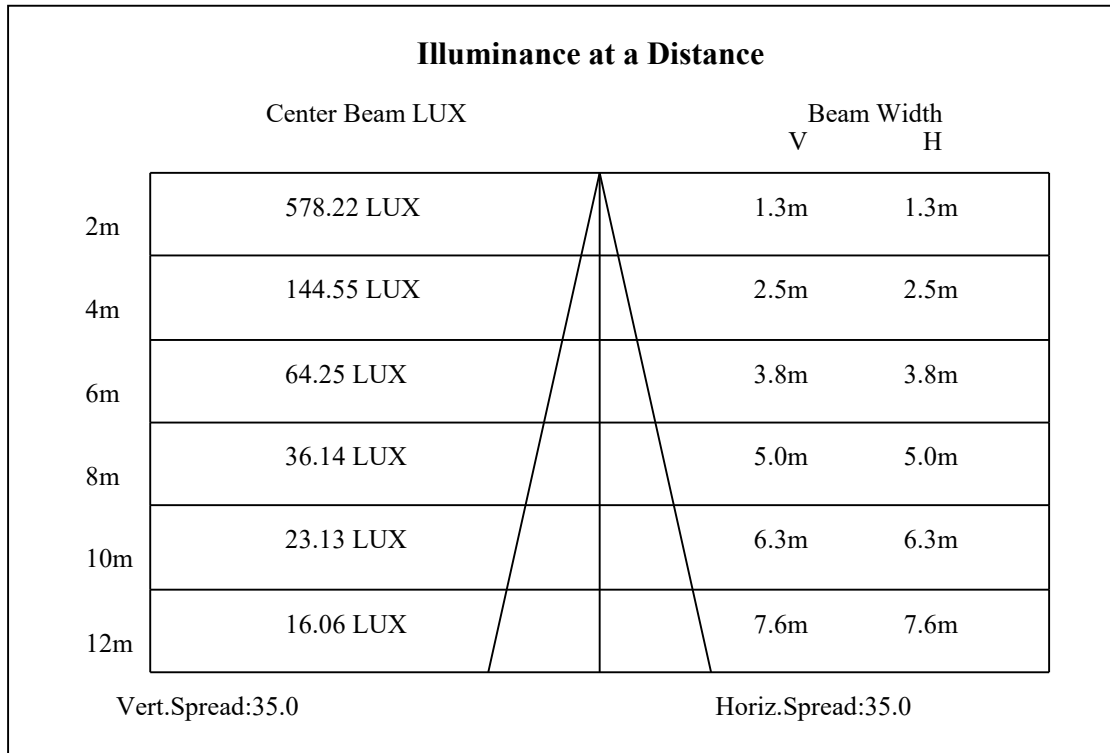 Illuminance at a Distance
Center Beam LUX Beam Width
V H
2m 578.22 LUX 1.3m 1.3m
4m 144.55 LUX 2.5m 2.5m
6m 64.25 LUX 3.8m 3.8m
8m 36.14 LUX 5.0m 5.0m
10m 23.13 LUX 6.3m 6.3m
12m 16.06 LUX 7.6m 7.6m
Vert.Spread:35.0 Horiz.Spread:35.0